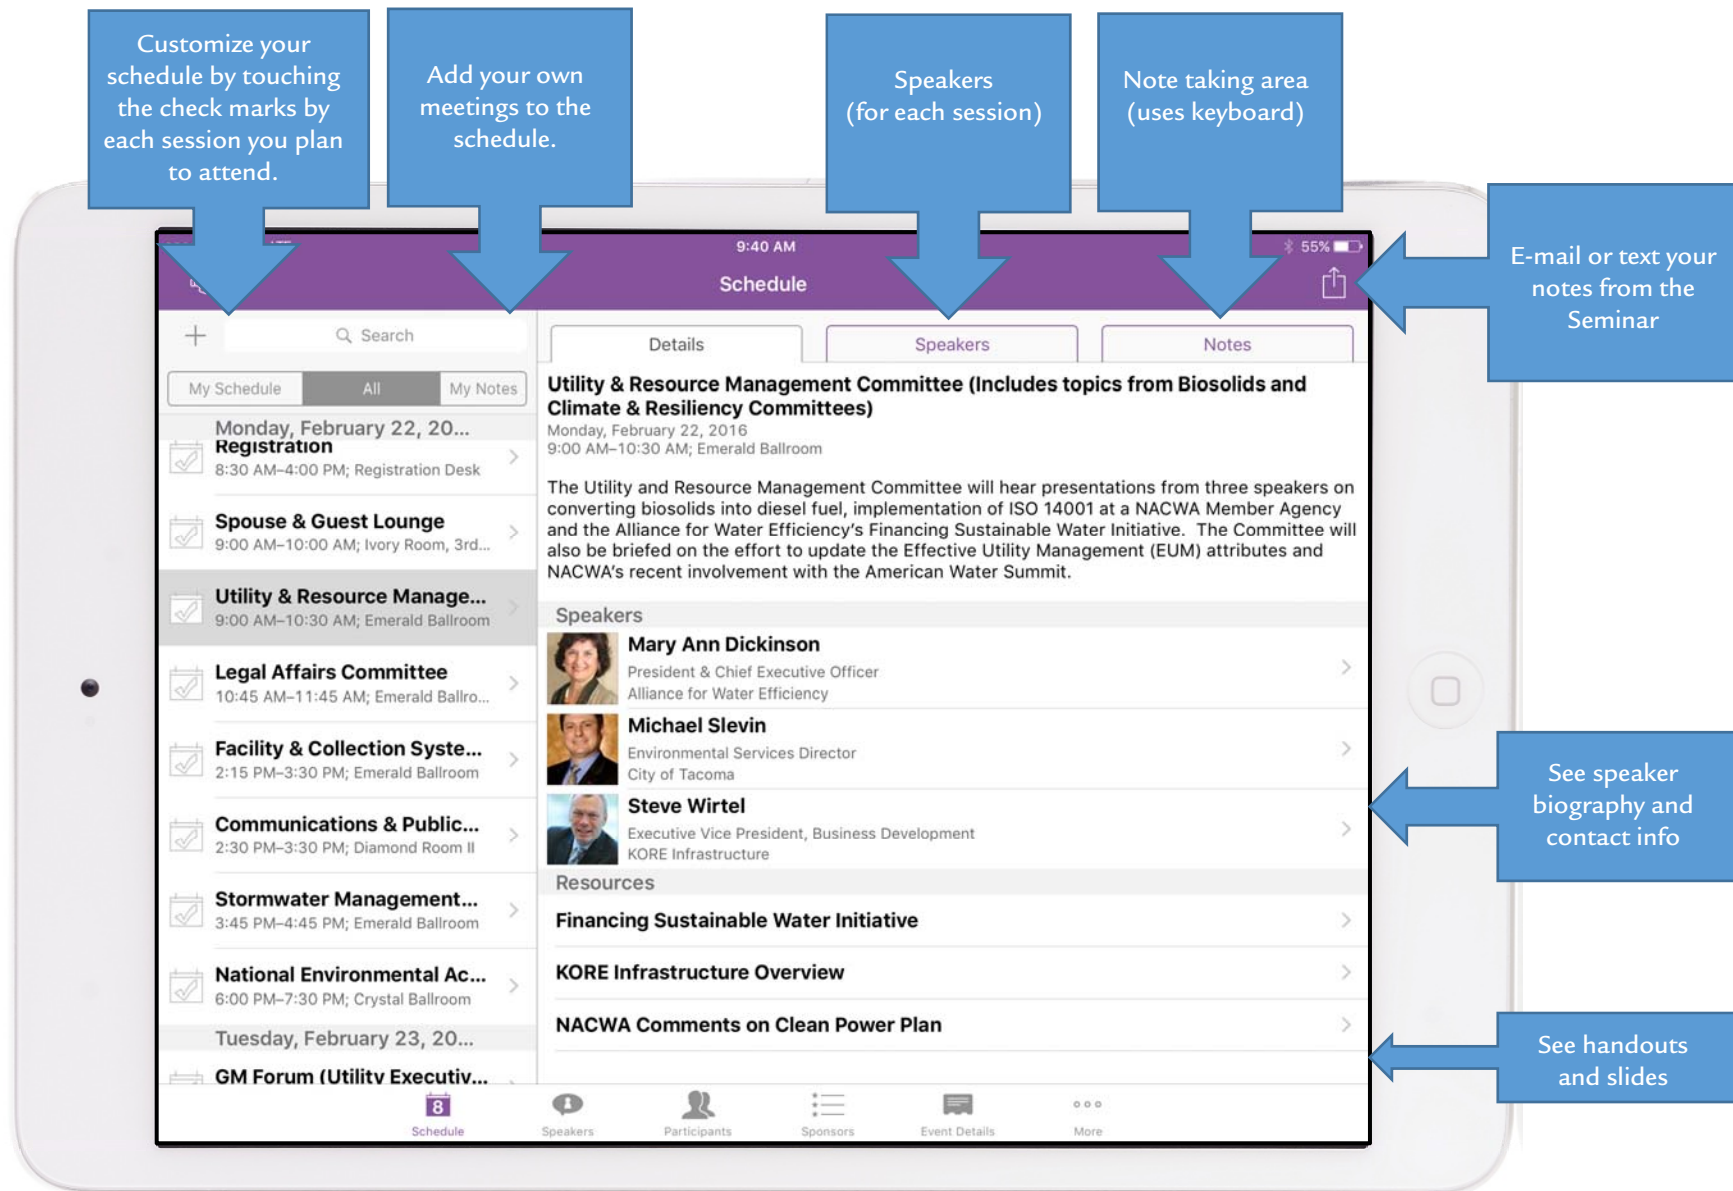 Customize your
schedule by touching
the check marks by
each session you plan
to attend.
Add your own
meetings to the
schedule.
Speakers
(for each session)
Note taking area
(uses keyboard)
E-mail or text your
notes from the
Seminar
See speaker
biography and
contact info
See handouts
and slides
9:40 AM
55%
Schedule
Search
My Schedule
All
My Notes
Monday, February 22, 20...
Registration
8:30 AM–4:00 PM; Registration Desk
Spouse & Guest Lounge
9:00 AM–10:00 AM; Ivory Room, 3rd...
Utility & Resource Manage...
9:00 AM–10:30 AM; Emerald Ballroom
Legal Affairs Committee
10:45 AM–11:45 AM; Emerald Ballro...
Facility & Collection Syste...
2:15 PM–3:30 PM; Emerald Ballroom
Communications & Public...
2:30 PM–3:30 PM; Diamond Room II
Stormwater Management...
3:45 PM–4:45 PM; Emerald Ballroom
National Environmental Ac...
6:00 PM–7:30 PM; Crystal Ballroom
Tuesday, February 23, 20...
GM Forum (Utility Executiv...
Details
Speakers
Notes
Utility & Resource Management Committee (Includes topics from Biosolids and
Climate & Resiliency Committees)
Monday, February 22, 2016
9:00 AM–10:30 AM; Emerald Ballroom
The Utility and Resource Management Committee will hear presentations from three speakers on
converting biosolids into diesel fuel, implementation of ISO 14001 at a NACWA Member Agency
and the Alliance for Water Efficiency's Financing Sustainable Water Initiative.  The Committee will
also be briefed on the effort to update the Effective Utility Management (EUM) attributes and
NACWA's recent involvement with the American Water Summit.
Speakers
Mary Ann Dickinson
President & Chief Executive Officer
Alliance for Water Efficiency
Michael Slevin
Environmental Services Director
City of Tacoma
Steve Wirtel
Executive Vice President, Business Development
KORE Infrastructure
Resources
Financing Sustainable Water Initiative
KORE Infrastructure Overview
NACWA Comments on Clean Power Plan
8
Schedule
Speakers
Participants
Sponsors
Event Details
More